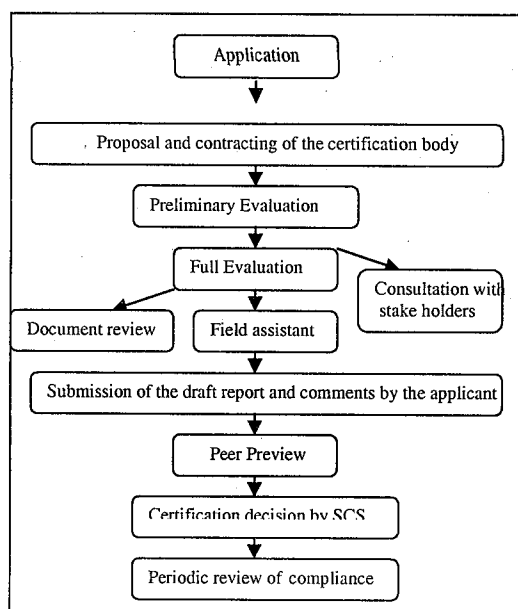 Application
Proposal and contracting of the certification body
Preliminary Evaluation
Full Evaluation
Consultation with
stake holders
Document review
Field assistant
Submission of the draft report and comments by the applicant
Peer Preview
Certification decision by SCS
Periodic review of compliance